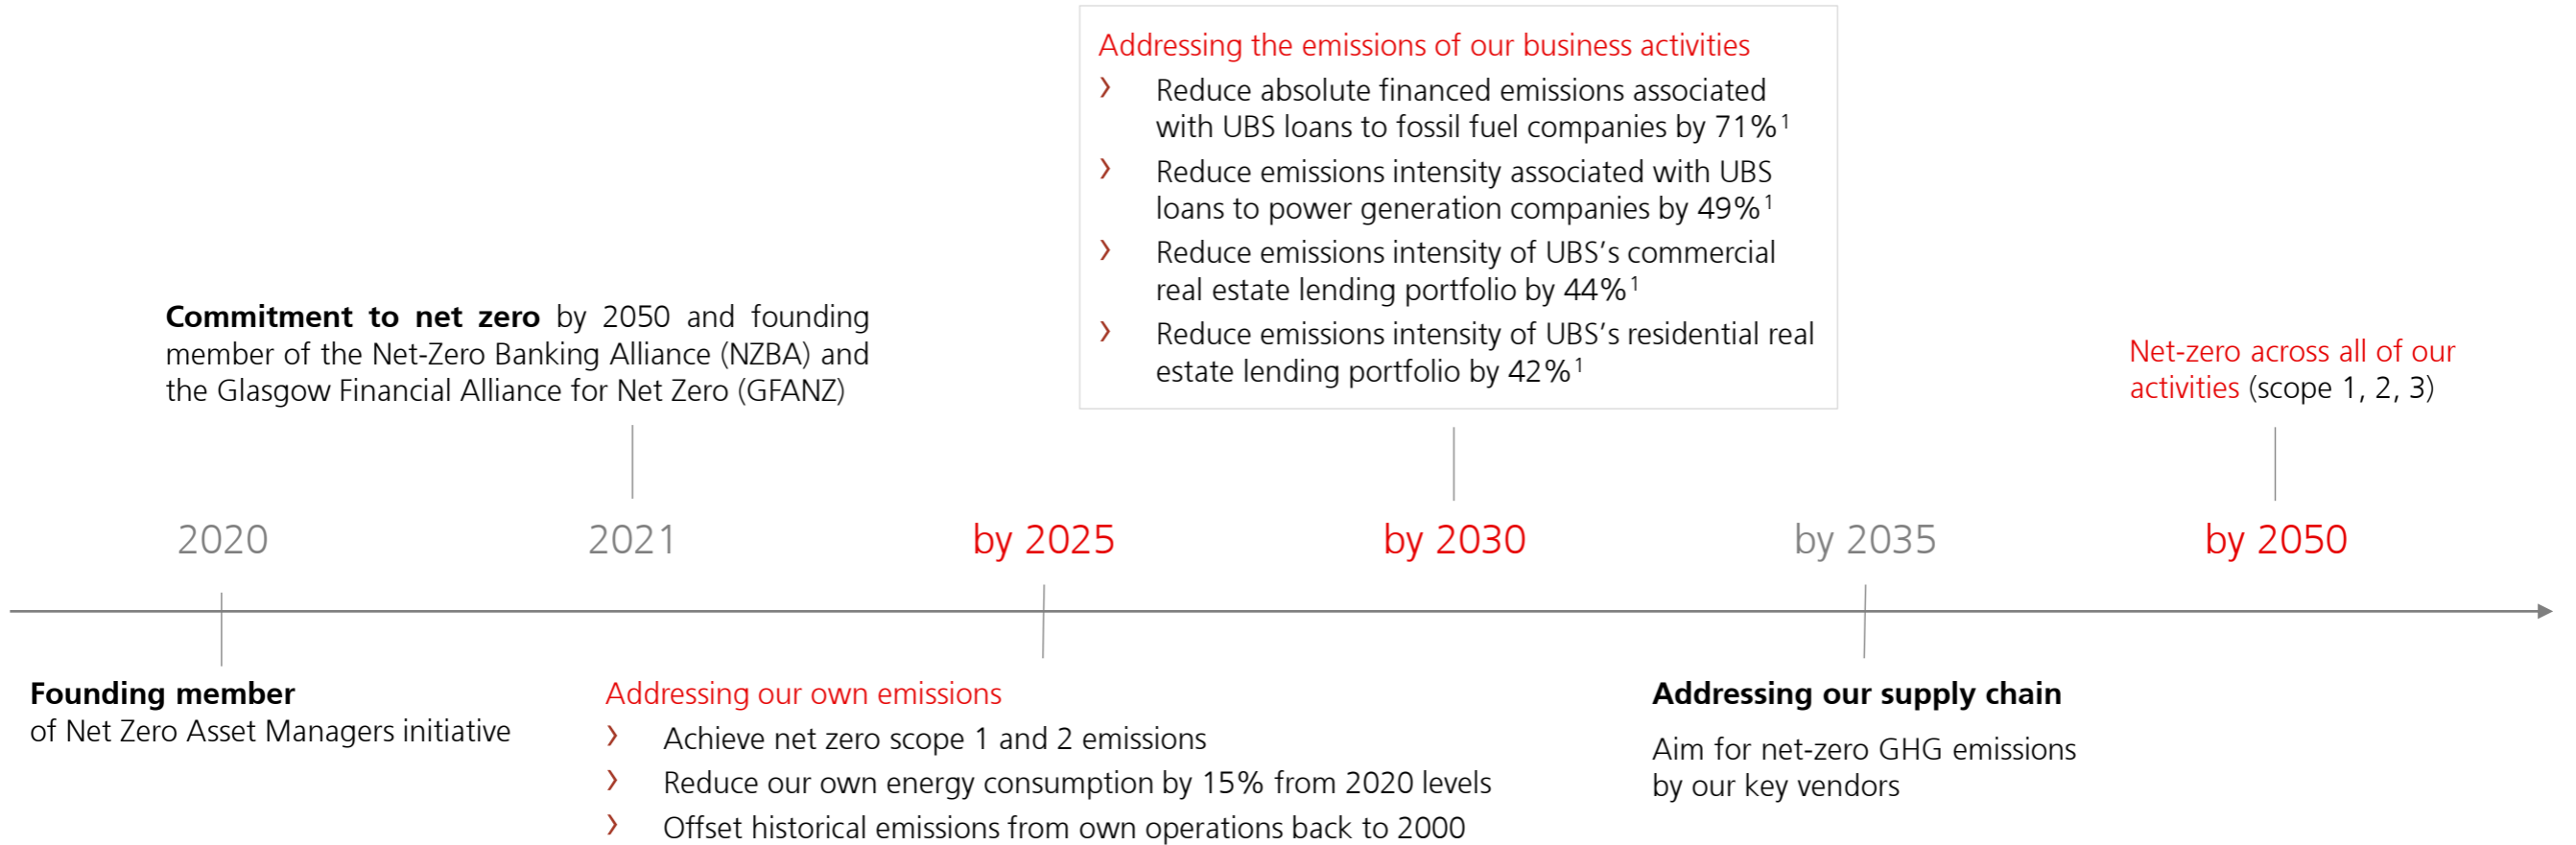 Addressing the emissions of our business activities
› Reduce absolute financed emissions associated
with UBS loans to fossil fuel companies by 71%¹
› Reduce emissions intensity associated with UBS
loans to power generation companies by 49%¹
› Reduce emissions intensity of UBS’s commercial
real estate lending portfolio by 44%¹
› Reduce emissions intensity of UBS’s residential real
estate lending portfolio by 42%¹
Commitment to net zero by 2050 and founding
member of the Net-Zero Banking Alliance (NZBA) and
the Glasgow Financial Alliance for Net Zero (GFANZ)
Net-zero across all of our
activities (scope 1, 2, 3)
2020
2021
by 2025
by 2030
by 2035
by 2050
Founding member
of Net Zero Asset Managers initiative
Addressing our own emissions
› Achieve net zero scope 1 and 2 emissions
› Reduce our own energy consumption by 15% from 2020 levels
› Offset historical emissions from own operations back to 2000
Addressing our supply chain
Aim for net-zero GHG emissions
by our key vendors